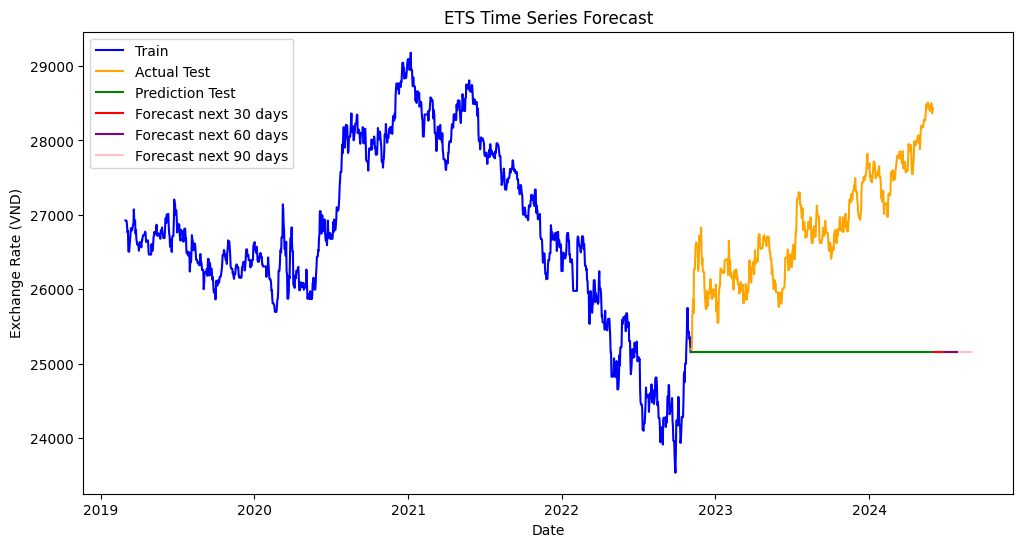 ETS Time Series Forecast
Train
Actual Test
Prediction Test
Forecast next 30 days
Forecast next 60 days
Forecast next 90 days
Exchange Rate (VND)
29000
28000
27000
26000
25000
24000
2019
2020
2021
2022
2023
2024
Date